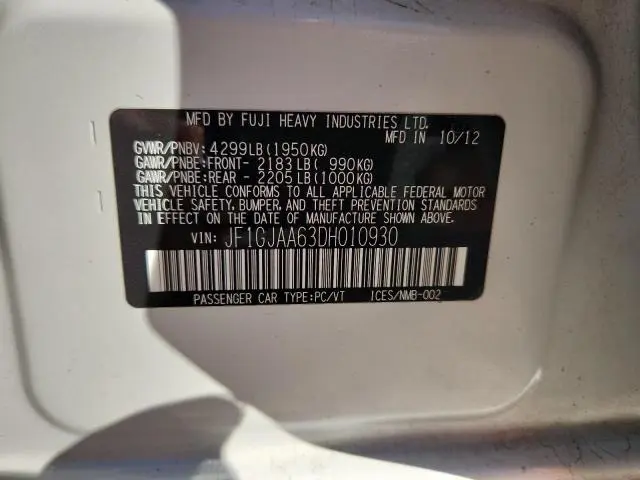 MFD BY FUJI HEAVY INDUSTRIES LTD.
MFD IN 10/12
GVWR/PNBV: 4299LB(1950KG)
GAWR/PNBE:FRONT- 2183LB( 990KG)
GAWR/PNBE:REAR - 2205LB(1000KG)
THIS VEHICLE CONFORMS TO ALL APPLICABLE FEDERAL MOTOR
VEHICLE SAFETY, BUMPER, AND THEFT PREVENTION STANDARDS
IN EFFECT ON THE DATE OF MANUFACTURE SHOWN ABOVE.
VIN: JF1GJAA63DH010930
PASSENGER CAR TYPE:PC/VT ICES/NMB-002